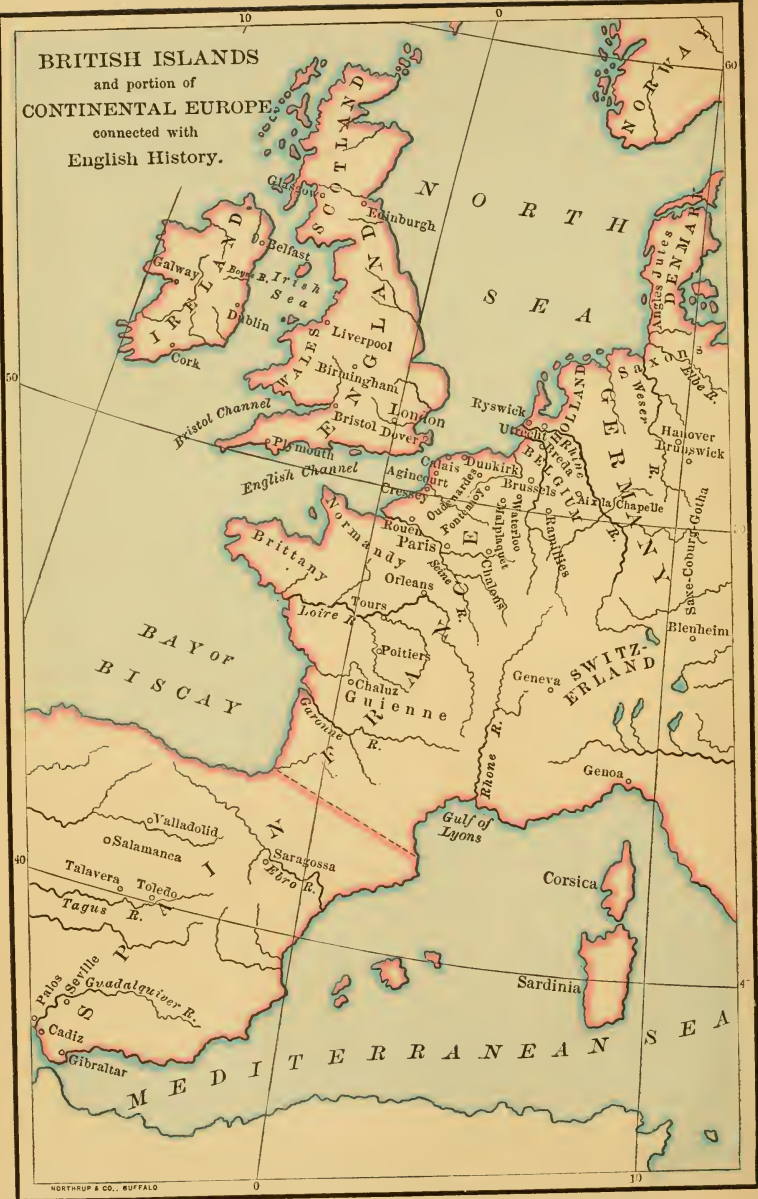 10
0
60
BRITISH ISLANDS
and portion of
CONTINENTAL EUROPE
connected with
English History.
NORWAY
SCOTLAND
Glasgow
Edinburgh
NORTH
SEA
DENMARK
Angles Jutes
IRELAND
Belfast
Galway
Boyne R.
Irish
Sea
Dublin
Cork
ENGLAND
WALES
Liverpool
Birmingham
London
Bristol
Dover
Plymouth
50
Bristol Channel
English Channel
Elbe R.
Weser
R.
Hanover
Brunswick
HOLLAND
Ryswick
Utrecht
Rhine
R.
Breda
BELGIUM
GERMANY
Calais
Dunkirk
Agincourt
Cressey
Oudenardes
Fontenoy
Brussels
Aix la Chapelle
Malplaquet
Waterloo
Ramillies
Saxe-Coburg-Gotha
Blenheim
Rouen
Paris
Normandy
Brittany
Seine
R.
Chalons
Orleans
Tours
Loire R.
Poitiers
Chaluz
Guienne
FRANCE
Garonne
R.
Rhone R.
Geneva
SWITZ-
ERLAND
Genoa
BAY OF
BISCAY
Gulf of
Lyons
Valladolid
Salamanca
Saragossa
Ebro R.
40
Talavera
Toledo
Tagus R.
SPAIN
Palos
Seville
Guadalquiver R.
Cadiz
Gibraltar
Corsica
Sardinia
MEDITERRANEAN SEA
NORTHRUP & CO., BUFFALO
0
10